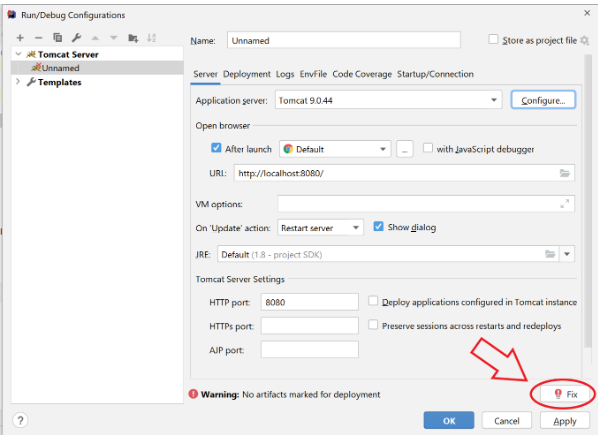 Run/Debug Configurations
Name: Unnamed Store as project file
Tomcat Server
Unnamed
Templates
Server Deployment Logs EnvFile Code Coverage Startup/Connection
Application server: Tomcat 9.0.44 Configure...
Open browser
After launch Default ... with JavaScript debugger
URL: http://localhost:8080/
VM options:
On 'Update' action: Restart server Show dialog
JRE: Default (1.8 - project SDK)
Tomcat Server Settings
HTTP port: 8080 Deploy applications configured in Tomcat instance
HTTPs port: Preserve sessions across restarts and redeploys
AJP port:
Warning: No artifacts marked for deployment Fix
? OK Cancel Apply